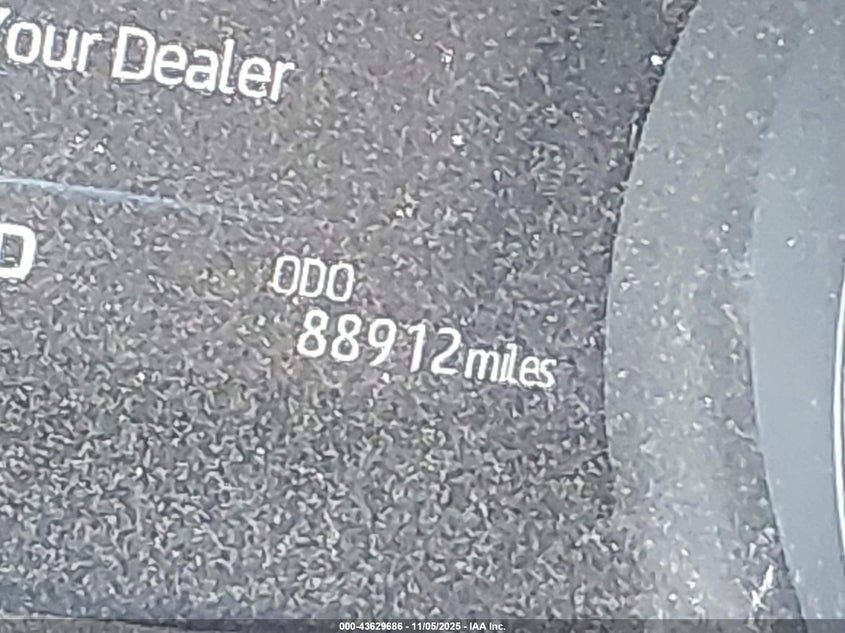 Your Dealer
D
ODO
88912 miles
000-43629686 - 11/05/2025 - IAA Inc.